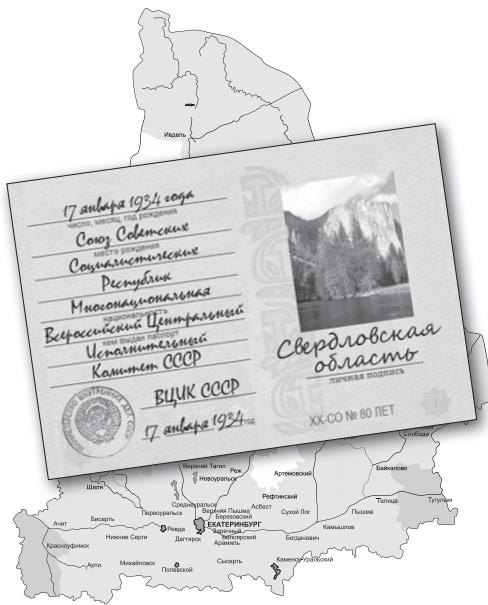 Ивдель
17 января 1934 года
число, месяц, год рождения
Союз Советских
место рождения
Социалистических
Республик
Многонациональная
национальность
Всероссийский Центральный
кем выдан паспорт
Исполнительный
Комитет СССР
ВЦИК СССР
17 января 1934 год
Свердловская
область
личная подпись
ХХ-СО № 80 ЛЕТ
Слобода
Верхний Тагил
Реж
Артемовский
Байкалово
Новоуральск
Шаля
Рефтинский
Среднеуральск
Верхняя Пышма
Асбест
Талица
Тугулым
Первоуральск
Березовский
Сухой Лог
Пышма
Ачит
Бисерть
Ревда
ЕКАТЕРИНБУРГ
Камышлов
Заречный
Нижние Серги
Дегтярск
Белоярский
Богданович
Красноуфимск
Арамиль
Арти
Михайловск
Полевской
Сысерть
Каменск-Уральский